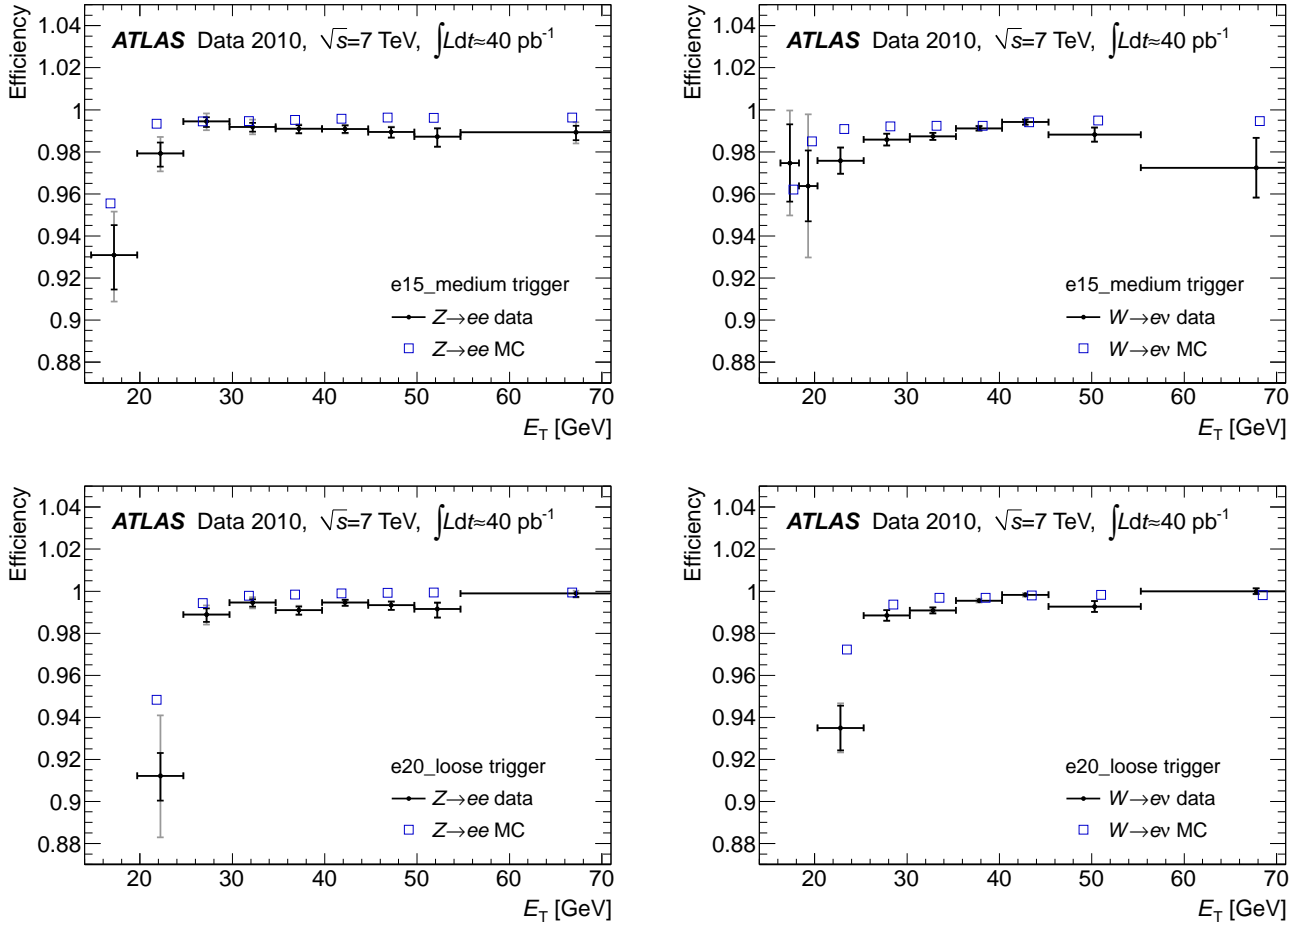 Efficiency
1.04
1.02
1
0.98
0.96
0.94
0.92
0.9
0.88
ATLAS Data 2010, √s=7 TeV, ∫Ldt≈40 pb⁻¹
e15_medium trigger
Z→ee data
Z→ee MC
20 30 40 50 60 70
E_T [GeV]
Efficiency
1.04
1.02
1
0.98
0.96
0.94
0.92
0.9
0.88
ATLAS Data 2010, √s=7 TeV, ∫Ldt≈40 pb⁻¹
e15_medium trigger
W→eν data
W→eν MC
20 30 40 50 60 70
E_T [GeV]
Efficiency
1.04
1.02
1
0.98
0.96
0.94
0.92
0.9
0.88
ATLAS Data 2010, √s=7 TeV, ∫Ldt≈40 pb⁻¹
e20_loose trigger
Z→ee data
Z→ee MC
20 30 40 50 60 70
E_T [GeV]
Efficiency
1.04
1.02
1
0.98
0.96
0.94
0.92
0.9
0.88
ATLAS Data 2010, √s=7 TeV, ∫Ldt≈40 pb⁻¹
e20_loose trigger
W→eν data
W→eν MC
20 30 40 50 60 70
E_T [GeV]